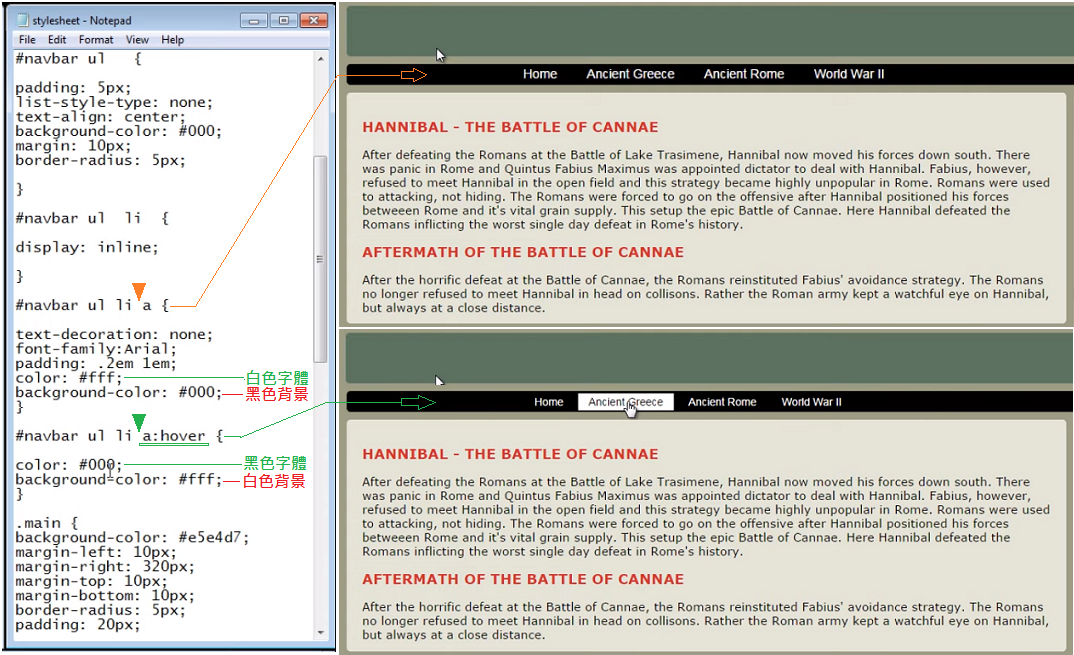 stylesheet - Notepad
File Edit Format View Help
#navbar ul {
padding: 5px;
list-style-type: none;
text-align: center;
background-color: #000;
margin: 10px;
border-radius: 5px;
}
#navbar ul li {
display: inline;
}
#navbar ul li a {
text-decoration: none;
font-family:Arial;
padding: .2em 1em;
color: #fff; 白色字體
background-color: #000; 黑色背景
}
#navbar ul li a:hover {
color: #000; 黑色字體
background-color: #fff; 白色背景
}
.main {
background-color: #e5e4d7;
margin-left: 10px;
margin-right: 320px;
margin-top: 10px;
margin-bottom: 10px;
border-radius: 5px;
padding: 20px;
Home Ancient Greece Ancient Rome World War II
HANNIBAL - THE BATTLE OF CANNAE
After defeating the Romans at the Battle of Lake Trasimene, Hannibal now moved his forces down south. There
was panic in Rome and Quintus Fabius Maximus was appointed dictator to deal with Hannibal. Fabius, however,
refused to meet Hannibal in the open field and this strategy became highly unpopular in Rome. Romans were used
to attacking, not hiding. The Romans were forced to go on the offensive after Hannibal positioned his forces
betweeen Rome and it's vital grain supply. This setup the epic Battle of Cannae. Here Hannibal defeated the
Romans inflicting the worst single day defeat in Rome's history.
AFTERMATH OF THE BATTLE OF CANNAE
After the horrific defeat at the Battle of Cannae, the Romans reinstituted Fabius' avoidance strategy. The Romans
no longer refused to meet Hannibal in head on collisons. Rather the Roman army kept a watchful eye on Hannibal,
but always at a close distance.
Home Ancient Greece Ancient Rome World War II
HANNIBAL - THE BATTLE OF CANNAE
After defeating the Romans at the Battle of Lake Trasimene, Hannibal now moved his forces down south. There
was panic in Rome and Quintus Fabius Maximus was appointed dictator to deal with Hannibal. Fabius, however,
refused to meet Hannibal in the open field and this strategy became highly unpopular in Rome. Romans were used
to attacking, not hiding. The Romans were forced to go on the offensive after Hannibal positioned his forces
betweeen Rome and it's vital grain supply. This setup the epic Battle of Cannae. Here Hannibal defeated the
Romans inflicting the worst single day defeat in Rome's history.
AFTERMATH OF THE BATTLE OF CANNAE
After the horrific defeat at the Battle of Cannae, the Romans reinstituted Fabius' avoidance strategy. The Romans
no longer refused to meet Hannibal in head on collisons. Rather the Roman army kept a watchful eye on Hannibal,
but always at a close distance.